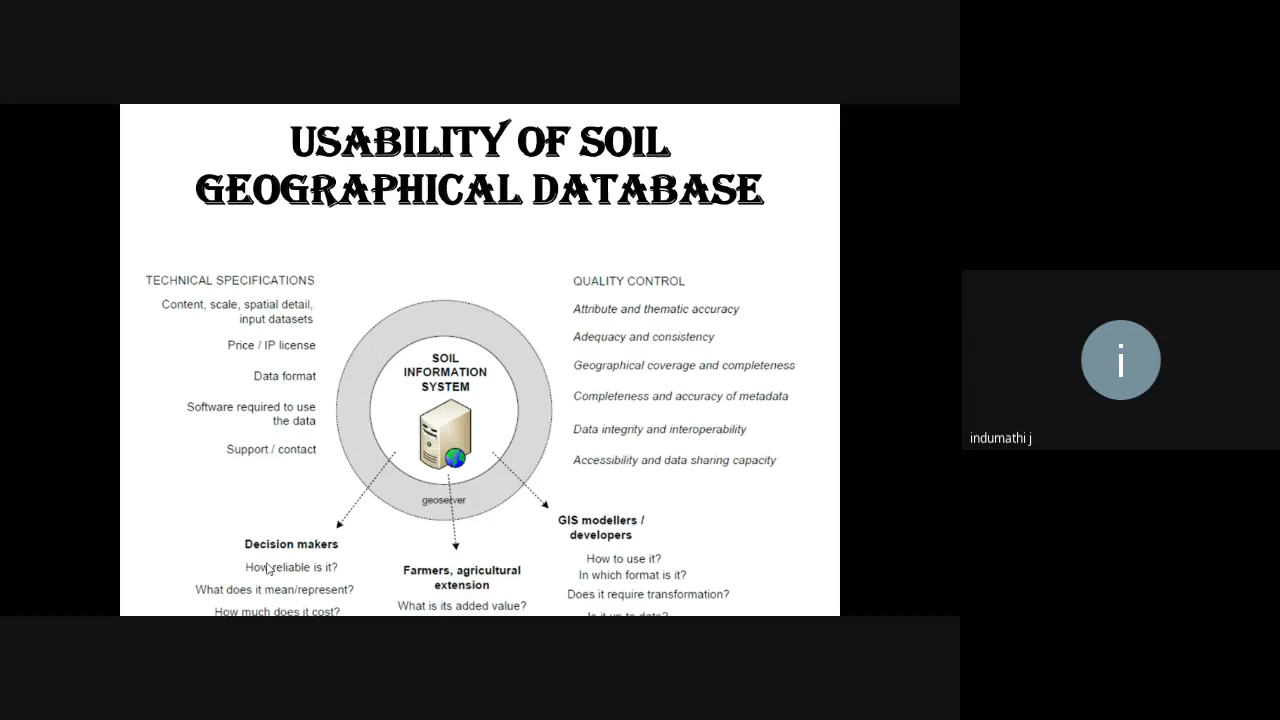 USABILITY OF SOIL
GEOGRAPHICAL DATABASE
TECHNICAL SPECIFICATIONS
Content, scale, spatial detail,
input datasets
Price / IP license
Data format
Software required to use
the data
Support / contact
SOIL
INFORMATION
SYSTEM
geoserver
QUALITY CONTROL
Attribute and thematic accuracy
Adequacy and consistency
Geographical coverage and completeness
Completeness and accuracy of metadata
Data integrity and interoperability
Accessibility and data sharing capacity
Decision makers
How reliable is it?
What does it mean/represent?
How much does it cost?
Farmers, agricultural
extension
What is its added value?
GIS modellers /
developers
How to use it?
In which format is it?
Does it require transformation?
Is it up to date?
i
indumathi j